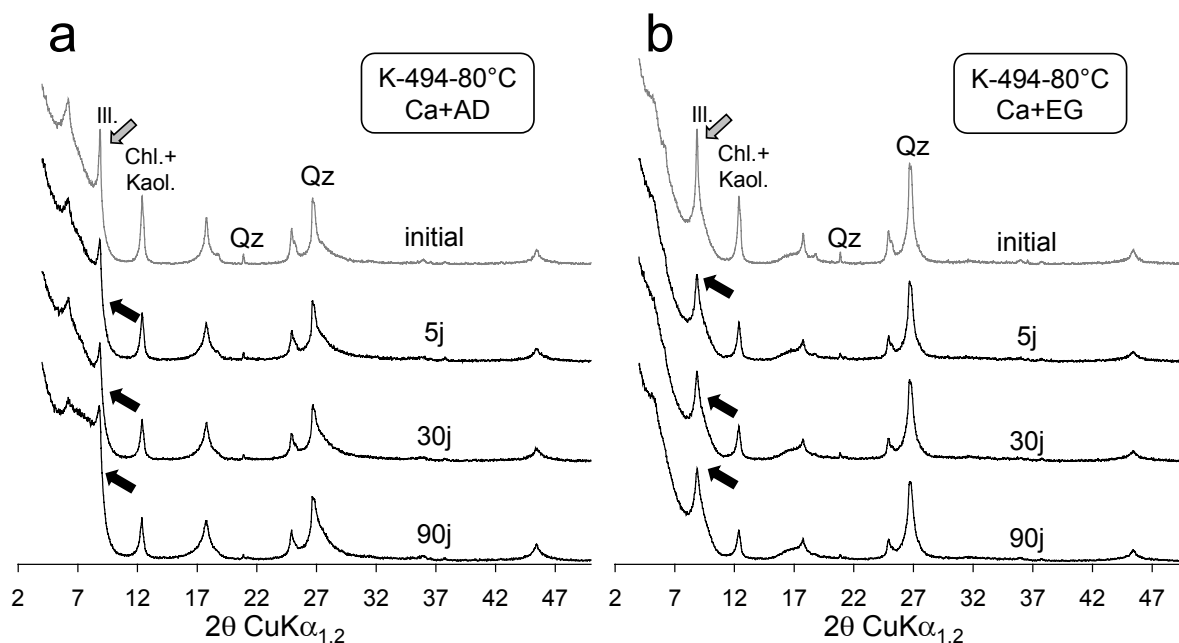 a
K-494-80°C
Ca+AD
Ill.
Chl.+
Kaol.
Qz
Qz
initial
5j
30j
90j
2 7 12 17 22 27 32 37 42 47
2θ CuKα1,2
b
K-494-80°C
Ca+EG
Ill.
Chl.+
Kaol.
Qz
Qz
initial
5j
30j
90j
2 7 12 17 22 27 32 37 42 47
2θ CuKα1,2